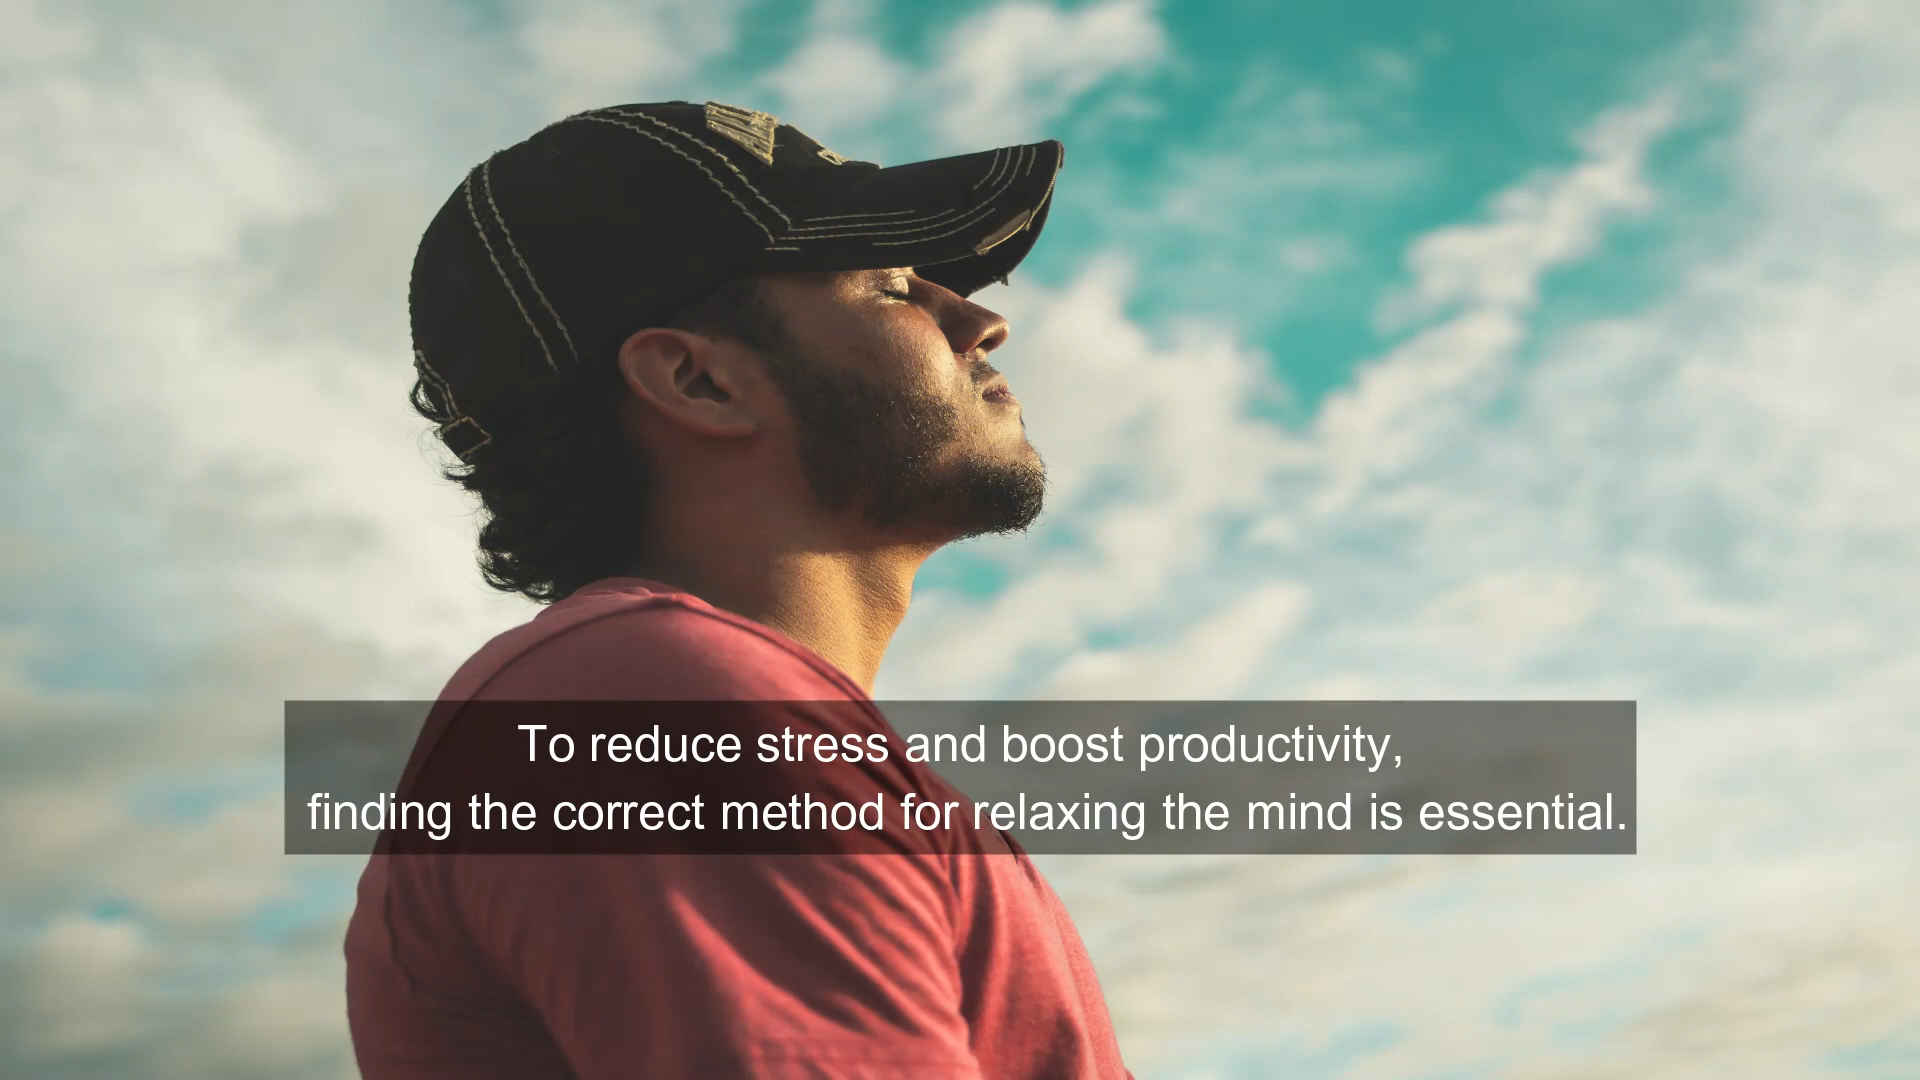 To reduce stress and boost productivity,
finding the correct method for relaxing the mind is essential.